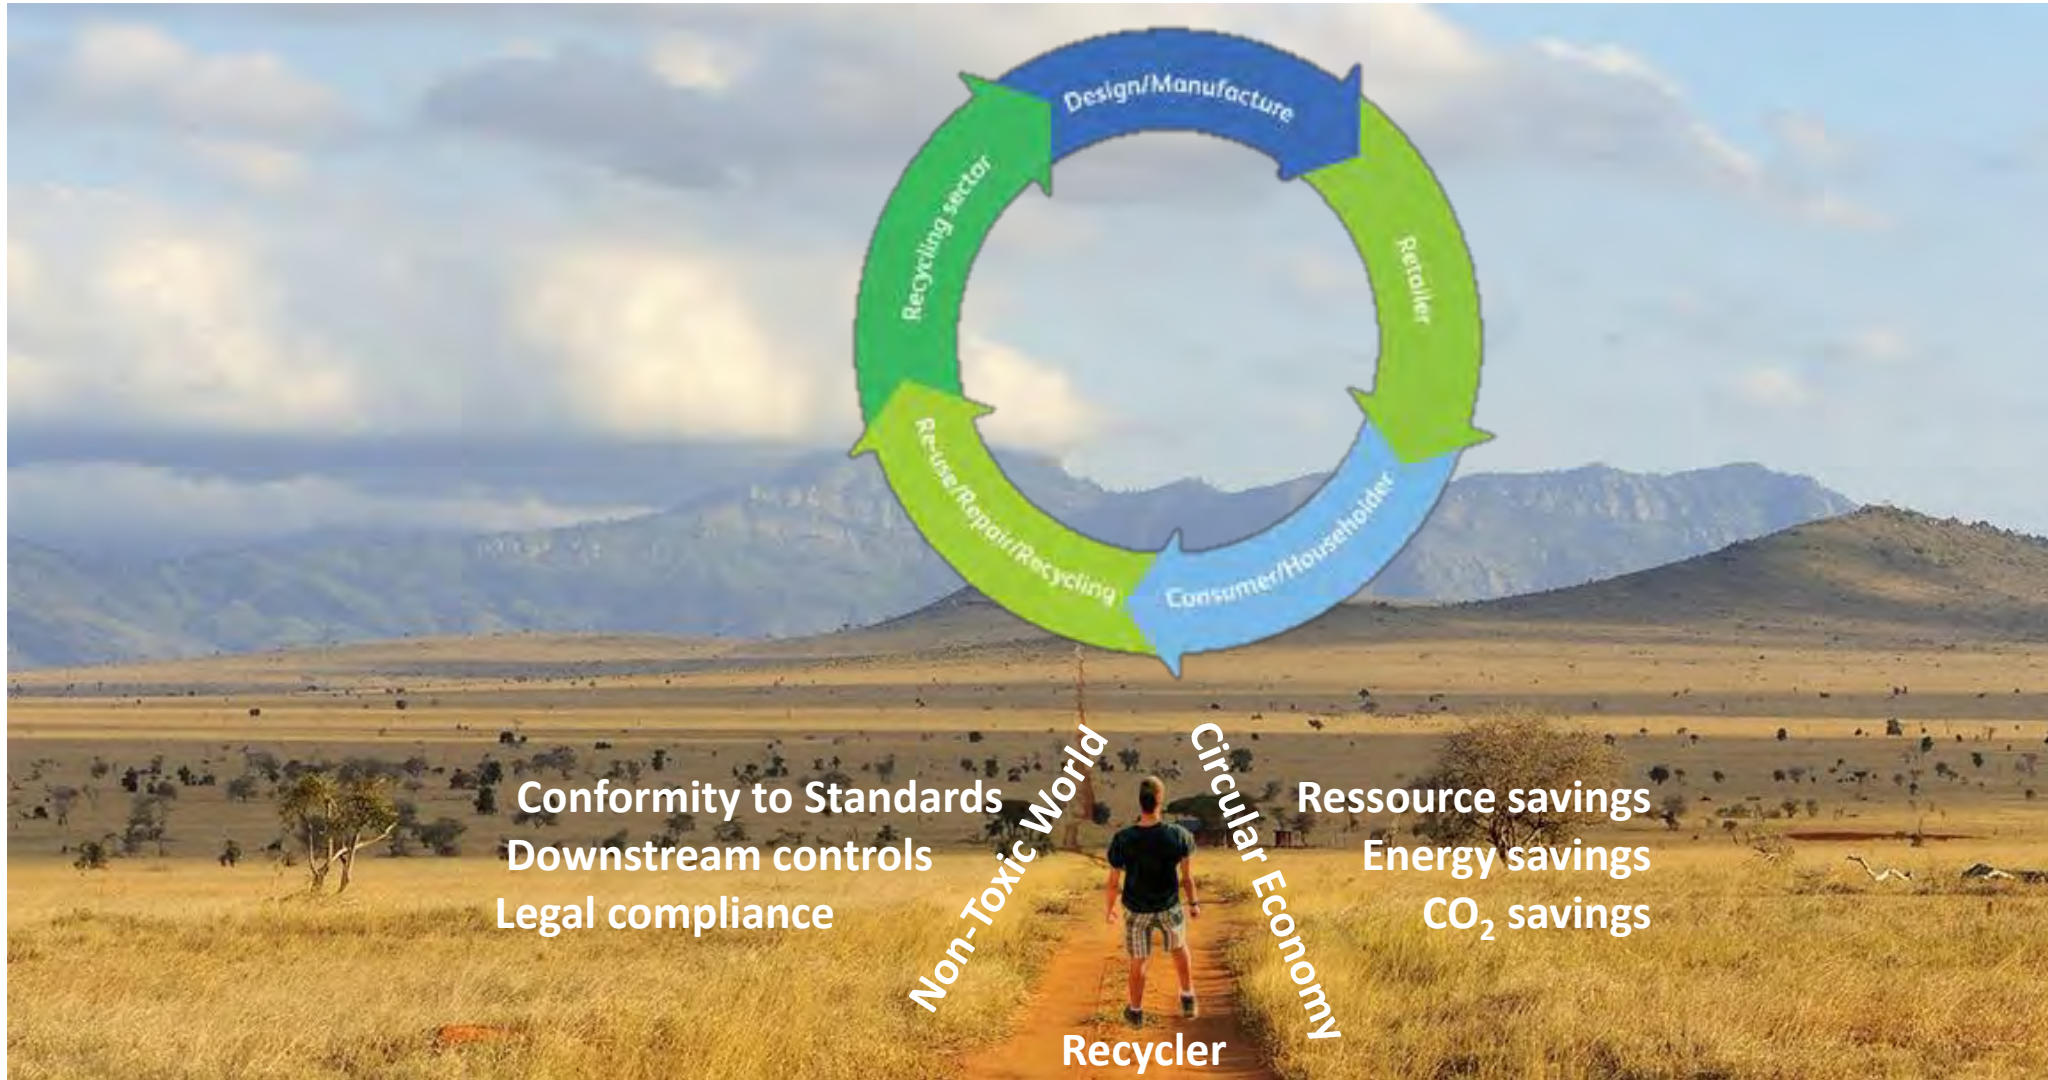 Design/Manufacture
Retailer
Consumer/Householder
Re-use/Repair/Recycling
Recycling sector
Non-Toxic World
Circular Economy
Conformity to Standards
Downstream controls
Legal compliance
Ressource savings
Energy savings
CO₂ savings
Recycler